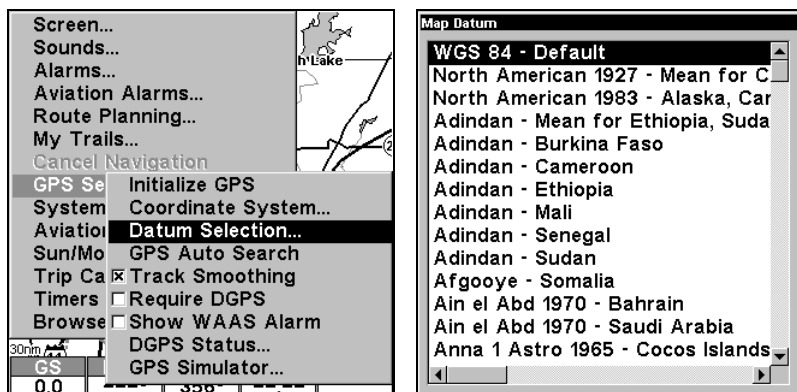 Screen...
Sounds...
Alarms...
Aviation Alarms...
Route Planning...
My Trails...
Cancel Navigation
GPS Se
System
Aviation
Sun/Mo
Trip Ca
Timers
Browse
Initialize GPS
Coordinate System...
Datum Selection...
GPS Auto Search
Track Smoothing
Require DGPS
Show WAAS Alarm
DGPS Status...
GPS Simulator...
Lake
30nm
GS
0.0
Map Datum
WGS 84 - Default
North American 1927 - Mean for C
North American 1983 - Alaska, Car
Adindan - Mean for Ethiopia, Suda
Adindan - Burkina Faso
Adindan - Cameroon
Adindan - Ethiopia
Adindan - Mali
Adindan - Senegal
Adindan - Sudan
Afgooye - Somalia
Ain el Abd 1970 - Bahrain
Ain el Abd 1970 - Saudi Arabia
Anna 1 Astro 1965 - Cocos Islands